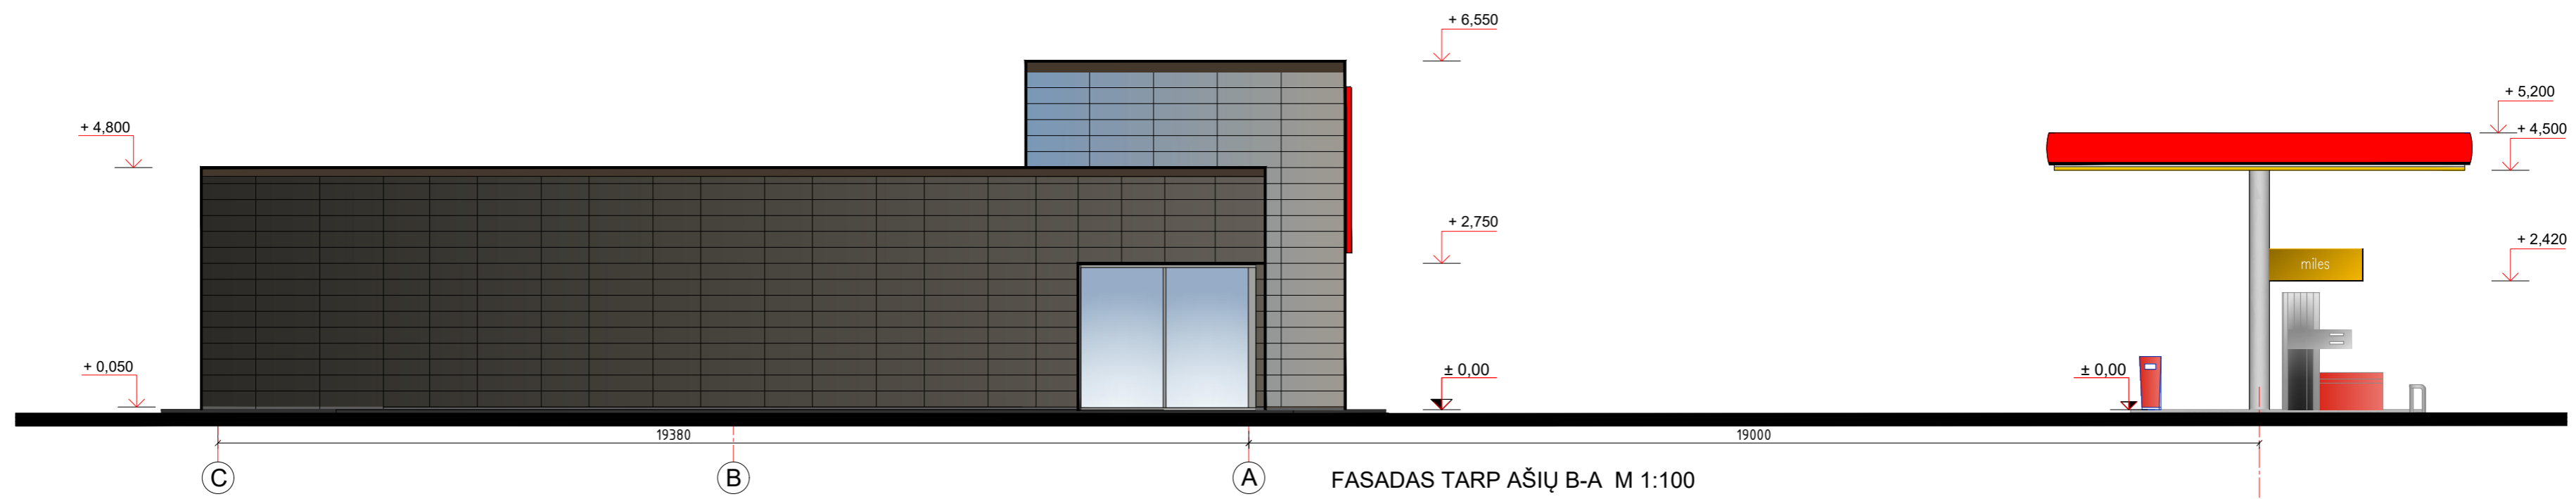 + 6,550
+ 5,200
+ 4,800
+ 4,500
+ 2,750
+ 2,420
miles
+ 0,050
± 0,00
± 0,00
19380
19000
C
B
A
FASADAS TARP AŠIŲ B-A M 1:100